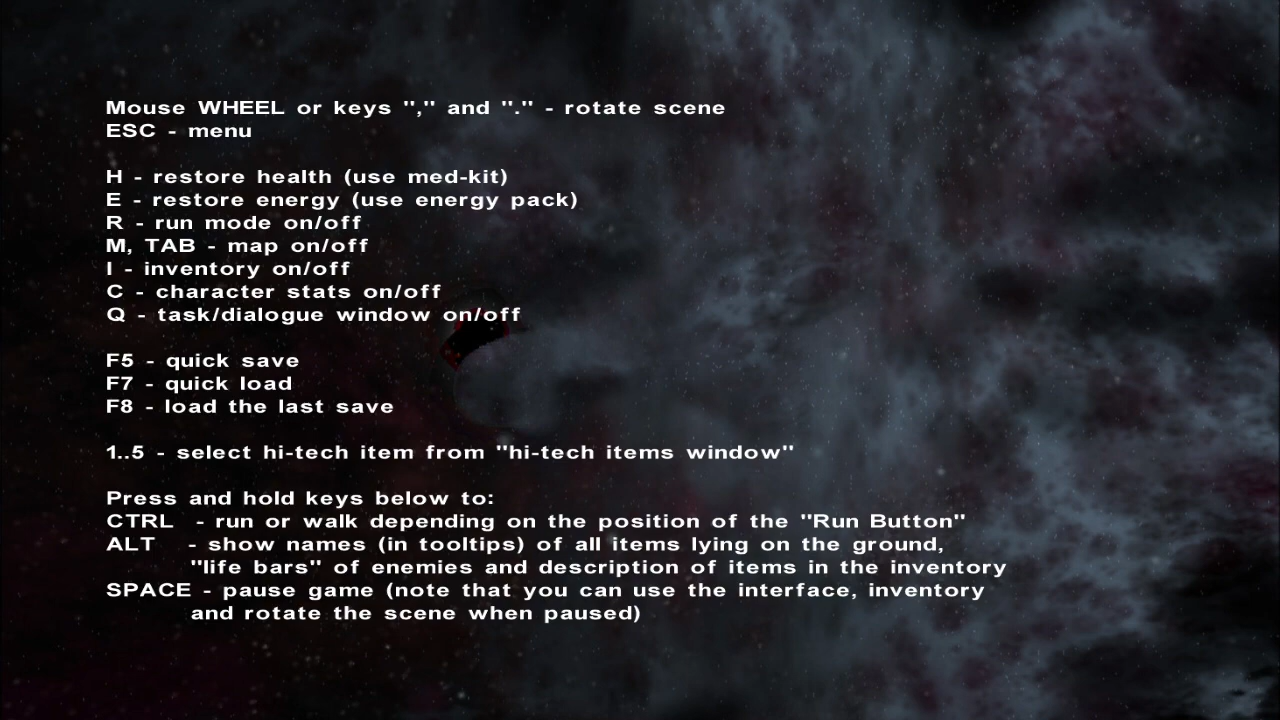 Mouse WHEEL or keys "," and "." - rotate scene
ESC - menu
H - restore health (use med-kit)
E - restore energy (use energy pack)
R - run mode on/off
M, TAB - map on/off
I - inventory on/off
C - character stats on/off
Q - task/dialogue window on/off
F5 - quick save
F7 - quick load
F8 - load the last save
1..5 - select hi-tech item from "hi-tech items window"
Press and hold keys below to:
CTRL - run or walk depending on the position of the "Run Button"
ALT - show names (in tooltips) of all items lying on the ground,
"life bars" of enemies and description of items in the inventory
SPACE - pause game (note that you can use the interface, inventory
and rotate the scene when paused)